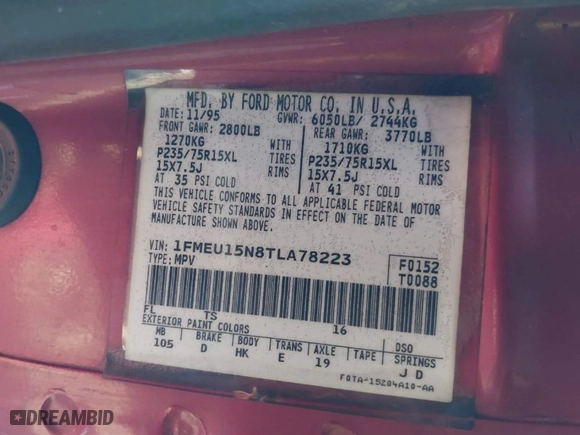 MFD. BY FORD MOTOR CO. IN U.S.A.
DATE: 11/95 GVWR: 6050LB/ 2744KG
FRONT GAWR: 2800LB REAR GAWR: 3770LB
1270KG WITH 1710KG WITH
P235/75R15XL TIRES P235/75R15XL TIRES
15X7.5J RIMS 15X7.5J RIMS
AT 35 PSI COLD AT 41 PSI COLD
THIS VEHICLE CONFORMS TO ALL APPLICABLE FEDERAL MOTOR
VEHICLE SAFETY STANDARDS IN EFFECT ON THE DATE OF
MANUFACTURE SHOWN ABOVE.
VIN: 1FMEU15N8TLA78223 F0152
TYPE: MPV T0088
FL TS 16
EXTERIOR PAINT COLORS DSO
WB BRAKE BODY TRANS AXLE TAPE SPRINGS
105 D HK E 19 J D
F0TA-15204A10-AA
DREAMBID